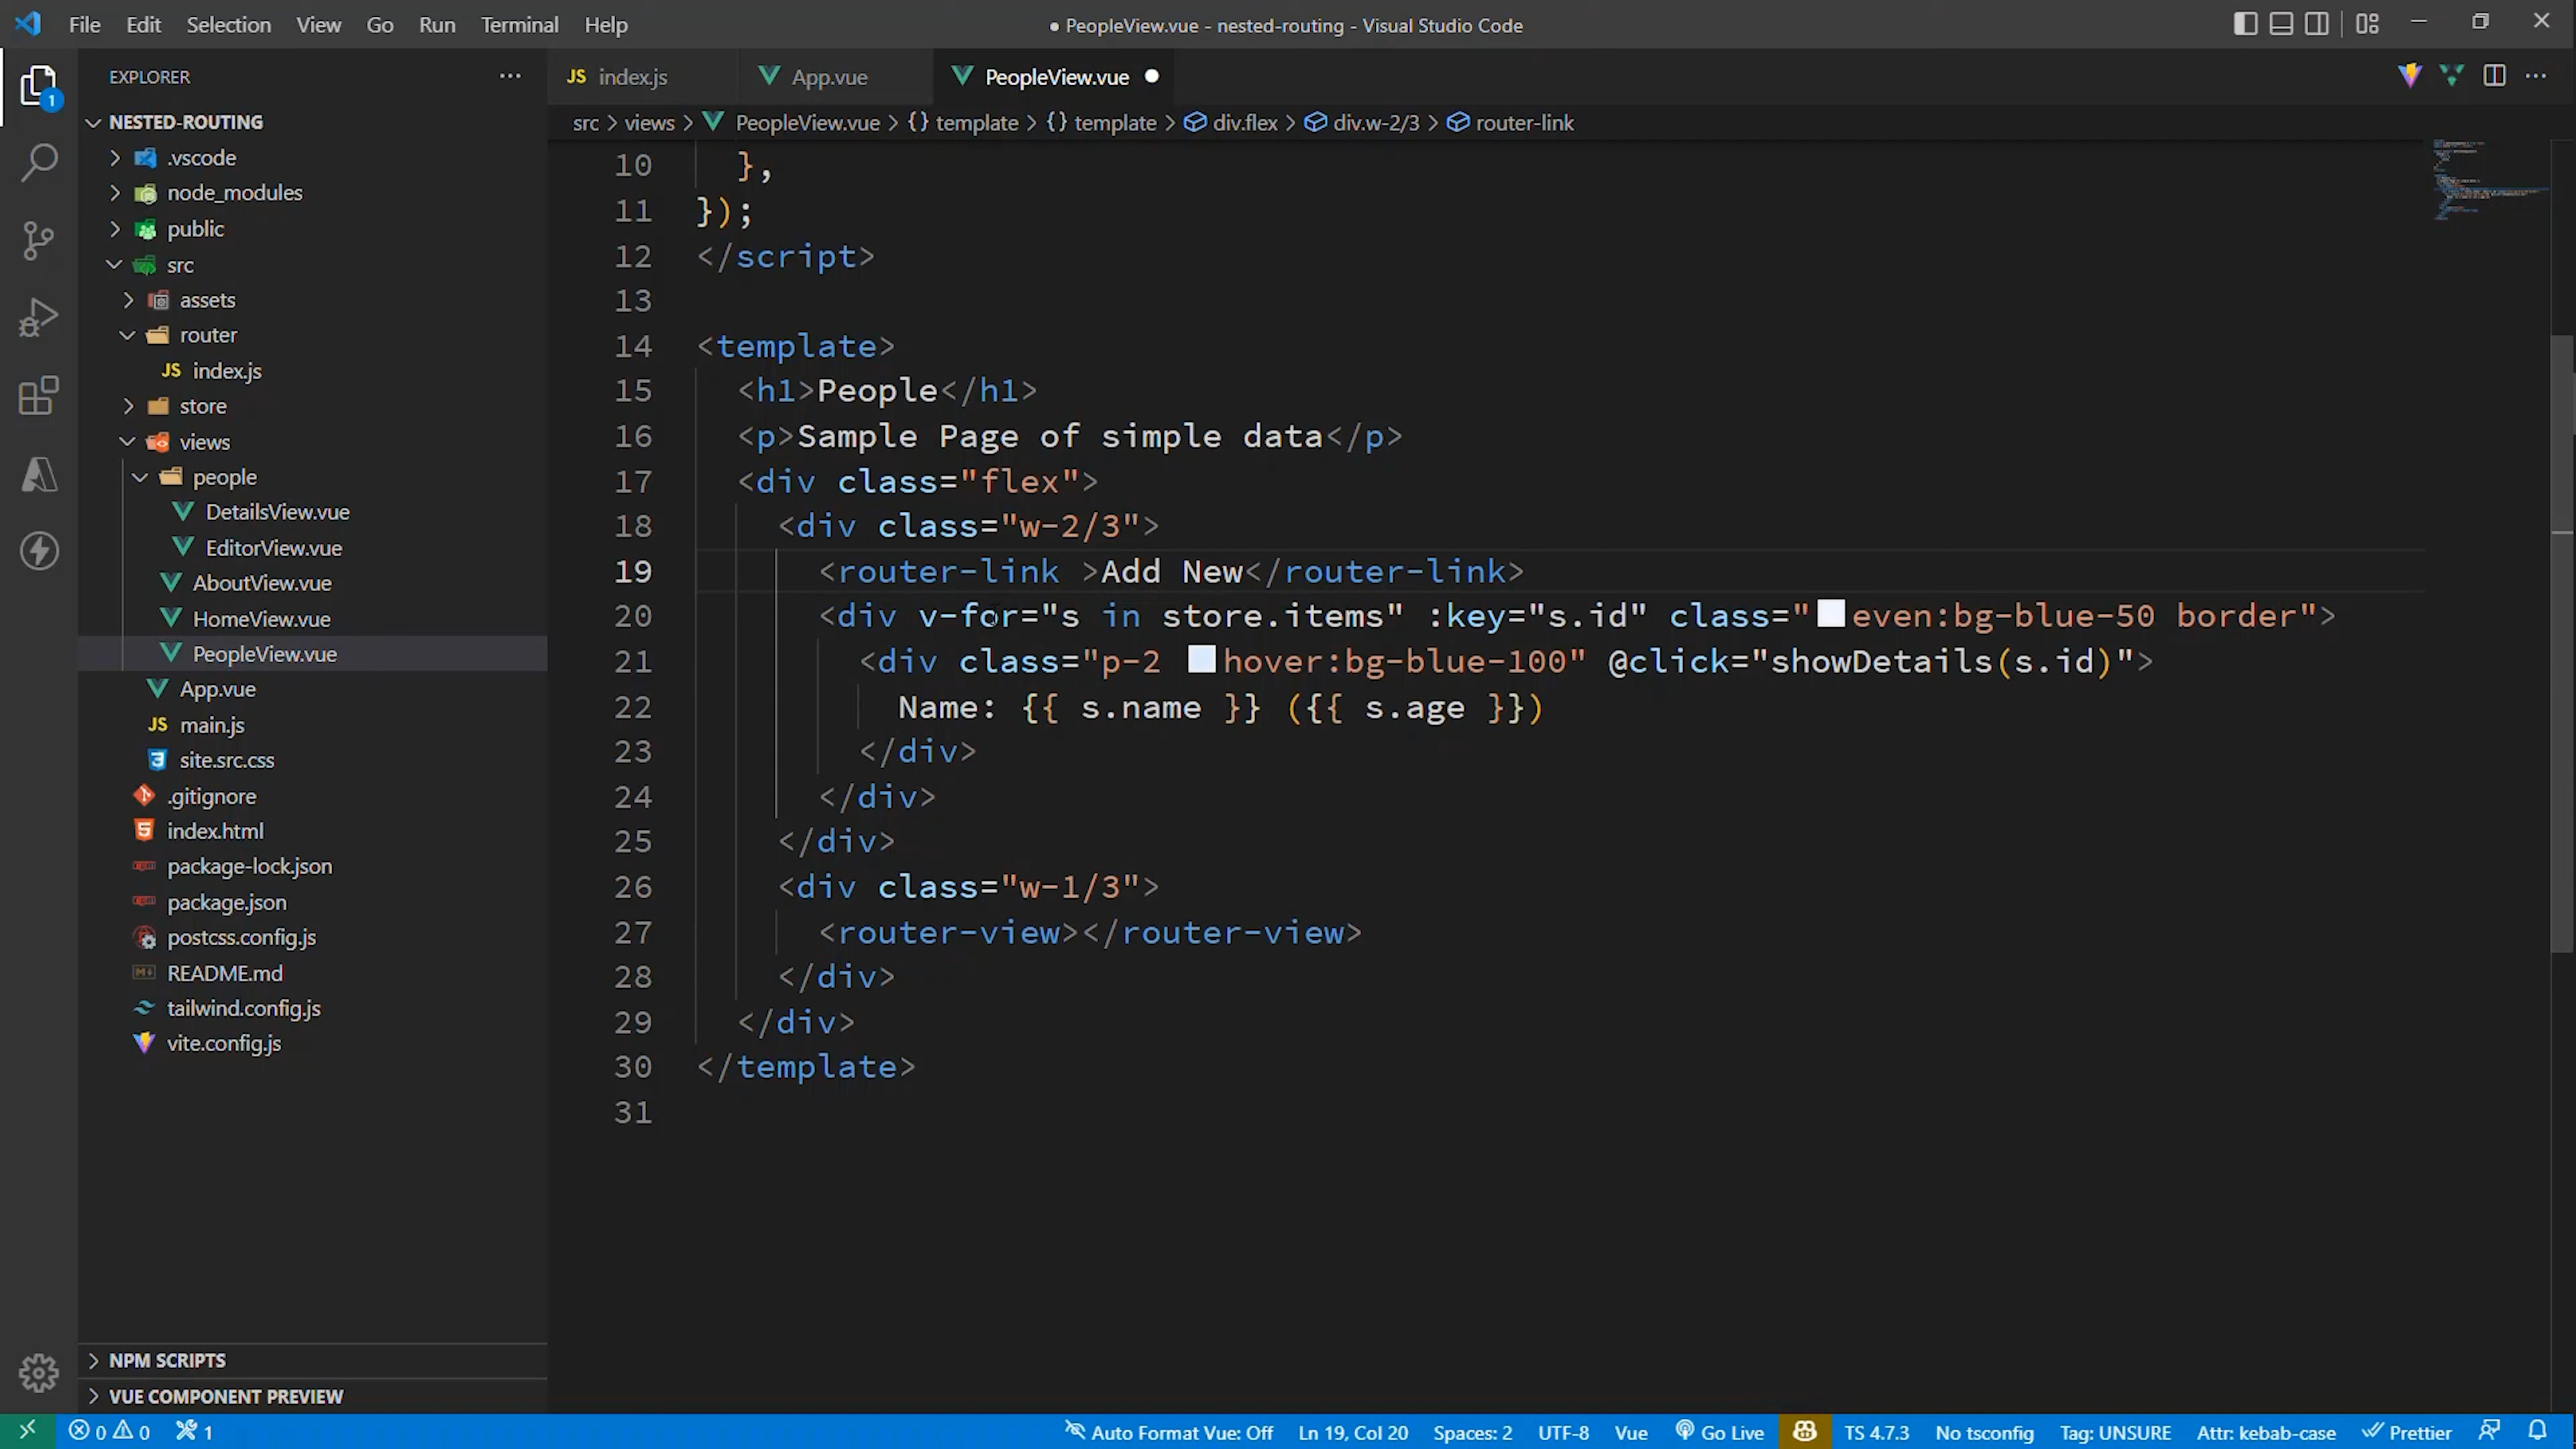 File Edit Selection View Go Run Terminal Help
● PeopleView.vue - nested-routing - Visual Studio Code
EXPLORER
1
NESTED-ROUTING
.vscode
node_modules
public
src
assets
router
JS index.js
store
views
people
DetailsView.vue
EditorView.vue
AboutView.vue
HomeView.vue
PeopleView.vue
App.vue
JS main.js
site.src.css
.gitignore
index.html
package-lock.json
package.json
postcss.config.js
README.md
tailwind.config.js
vite.config.js
NPM SCRIPTS
VUE COMPONENT PREVIEW
JS index.js App.vue PeopleView.vue
src > views > PeopleView.vue > {} template > {} template > div.flex > div.w-2/3 > router-link
10 },
11 });
12 </script>
13
14 <template>
15 <h1>People</h1>
16 <p>Sample Page of simple data</p>
17 <div class="flex">
18 <div class="w-2/3">
19 <router-link >Add New</router-link>
20 <div v-for="s in store.items" :key="s.id" class="even:bg-blue-50 border">
21 <div class="p-2 hover:bg-blue-100" @click="showDetails(s.id)">
22 Name: {{ s.name }} ({{ s.age }})
23 </div>
24 </div>
25 </div>
26 <div class="w-1/3">
27 <router-view></router-view>
28 </div>
29 </div>
30 </template>
31
0 0 1 Auto Format Vue: Off Ln 19, Col 20 Spaces: 2 UTF-8 Vue Go Live TS 4.7.3 No tsconfig Tag: UNSURE Attr: kebab-case Prettier